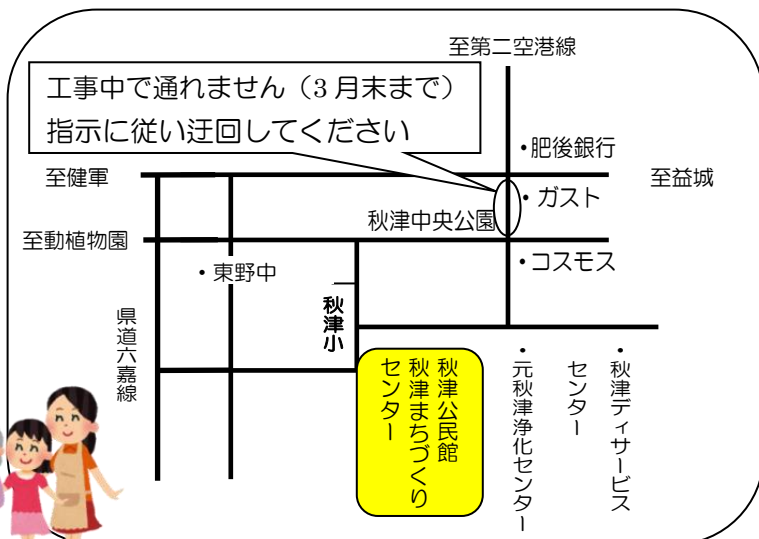 至第二空港線
工事中で通れません（3月末まで）
指示に従い迂回してください
・肥後銀行
至健軍
至益城
・ガスト
秋津中央公園
至動植物園
・コスモス
・東野中
秋津小
県道六嘉線
秋津公民館
秋津まちづくり
センター
・元秋津浄化センター
・秋津ディサービス
センター